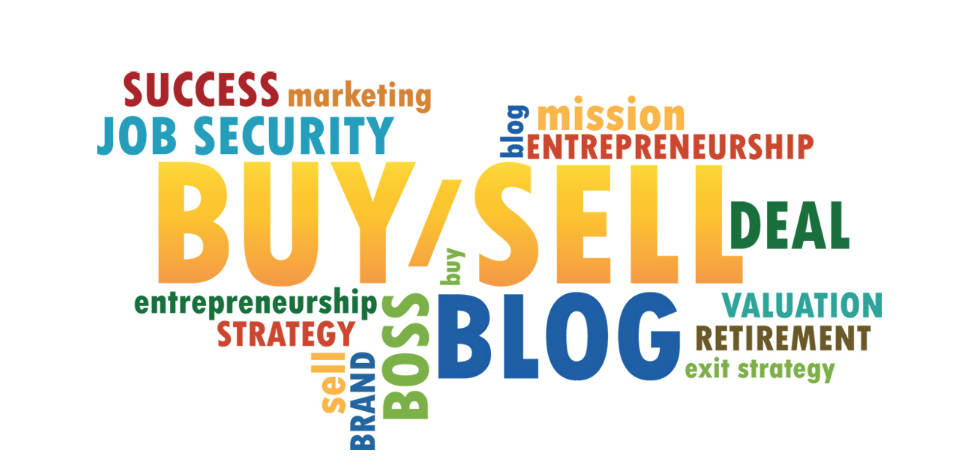 SUCCESS marketing
JOB SECURITY
blog
mission
ENTREPRENEURSHIP
BUY/SELL
DEAL
buy
entrepreneurship
STRATEGY
sell
BRAND
BOSS
BLOG
VALUATION
RETIREMENT
exit strategy